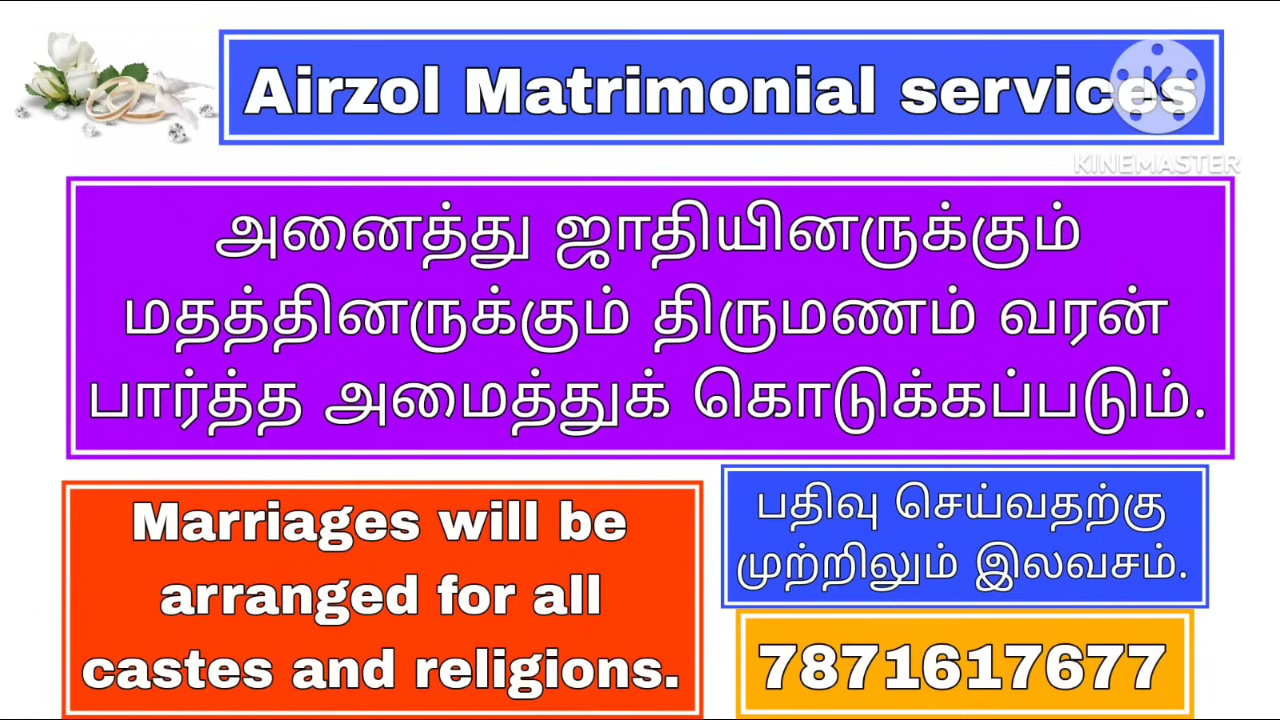 Airzol Matrimonial services
KINEMASTER
அனைத்து ஜாதியினருக்கும்
மதத்தினருக்கும் திருமணம் வரன்
பார்த்த அமைத்துக் கொடுக்கப்படும்.
Marriages will be
arranged for all
castes and religions.
பதிவு செய்வதற்கு
முற்றிலும் இலவசம்.
7871617677